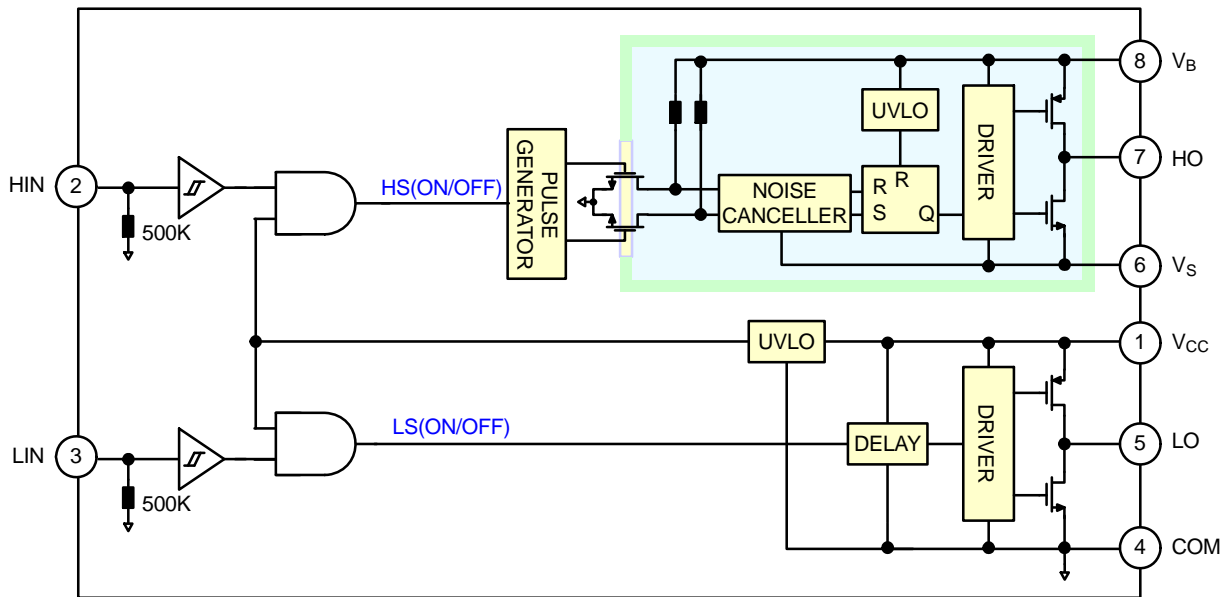 8
VB
UVLO
DRIVER
PULSE
GENERATOR
7
HO
HIN
2
HS(ON/OFF)
NOISE
CANCELLER
R
R
S
Q
500K
6
VS
UVLO
1
VCC
LS(ON/OFF)
DRIVER
LIN
3
DELAY
5
LO
500K
4
COM